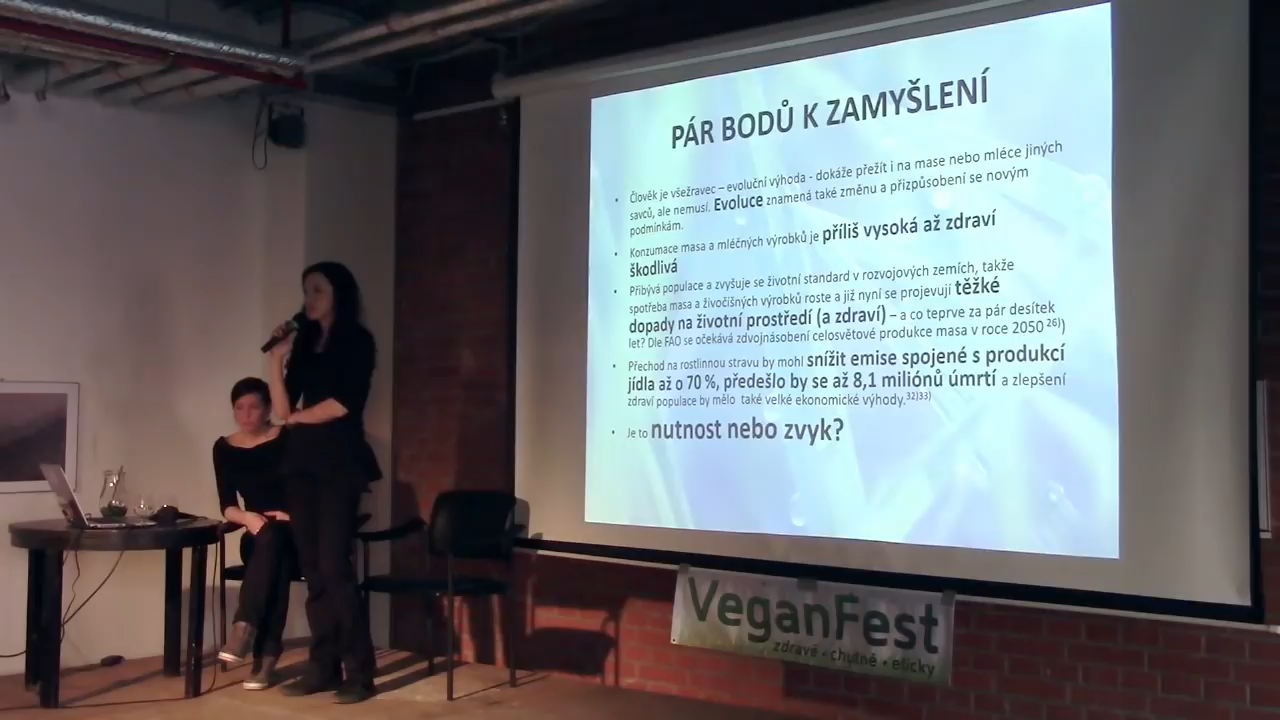 PÁR BODŮ K ZAMYŠLENÍ
• Člověk je všežravec – evoluční výhoda - dokáže přežít i na mase nebo mléce jiných
savců, ale nemusí. Evoluce znamená také změnu a přizpůsobení se novým
podmínkám.
• Konzumace masa a mléčných výrobků je příliš vysoká až zdraví
škodlivá
• Přibývá populace a zvyšuje se životní standard v rozvojových zemích, takže
spotřeba masa a živočišných výrobků roste a již nyní se projevují těžké
dopady na životní prostředí (a zdraví) – a co teprve za pár desítek
let? Dle FAO se očekává zdvojnásobení celosvětové produkce masa v roce 2050 26))
• Přechod na rostlinnou stravu by mohl snížit emise spojené s produkcí
jídla až o 70 %, předešlo by se až 8,1 miliónů úmrtí a zlepšení
zdraví populace by mělo také velké ekonomické výhody.32)33)
• Je to nutnost nebo zvyk?
VeganFest
zdravě • chutně • eticky